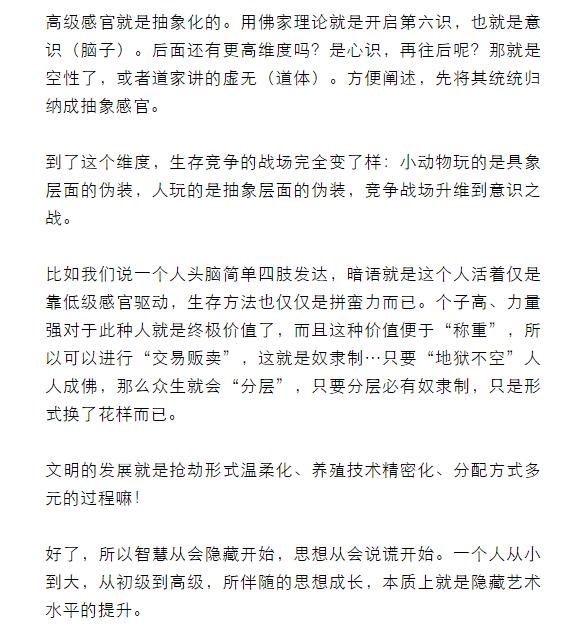 高级感官就是抽象化的。用佛家理论就是开启第六识，也就是意
识（脑子）。后面还有更高维度吗？是心识，再往后呢？那就是
空性了，或者道家讲的虚无（道体）。方便阐述，先将其统统归
纳成抽象感官。
到了这个维度，生存竞争的战场完全变了样：小动物玩的是具象
层面的伪装，人玩的是抽象层面的伪装，竞争战场升维到意识之
战。
比如我们说一个人头脑简单四肢发达，暗语就是这个人活着仅是
靠低级感官驱动，生存方法也仅仅是拼蛮力而已。个子高、力量
强对于此种人就是终极价值了，而且这种价值便于“称重”，所
以可以进行“交易贩卖”，这就是奴隶制…只要“地狱不空”人
人成佛，那么众生就会“分层”，只要分层必有奴隶制，只是形
式换了花样而已。
文明的发展就是抢劫形式温柔化、养殖技术精密化、分配方式多
元的过程嘛！
好了，所以智慧从会隐藏开始，思想从会说谎开始。一个人从小
到大，从初级到高级，所伴随的思想成长，本质上就是隐藏艺术
水平的提升。